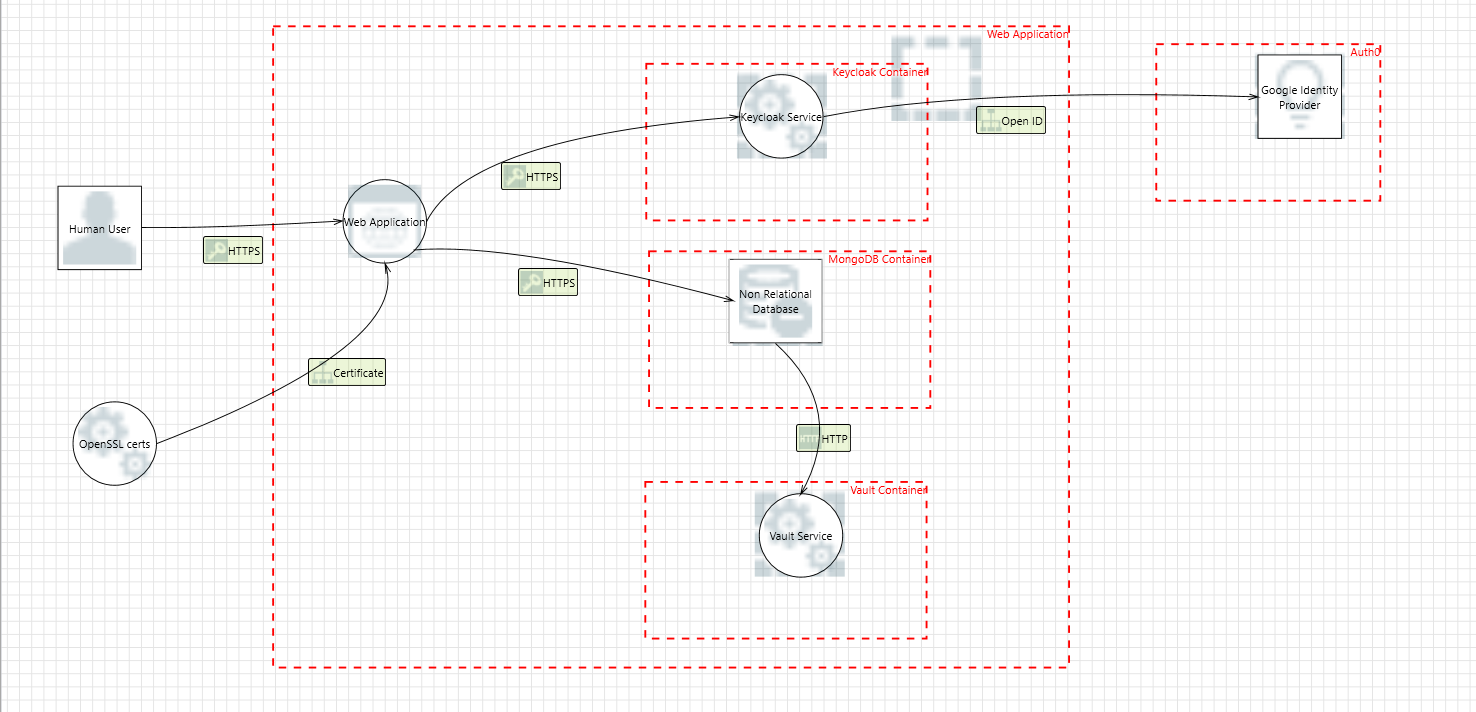 Web Application
Keycloak Container
Auth0
Keycloak Service
Google Identity
Provider
Open ID
HTTPS
Human User
Web Application
HTTPS
MongoDB Container
HTTPS
Non Relational
Database
Certificate
OpenSSL certs
HTTP
Vault Container
Vault Service